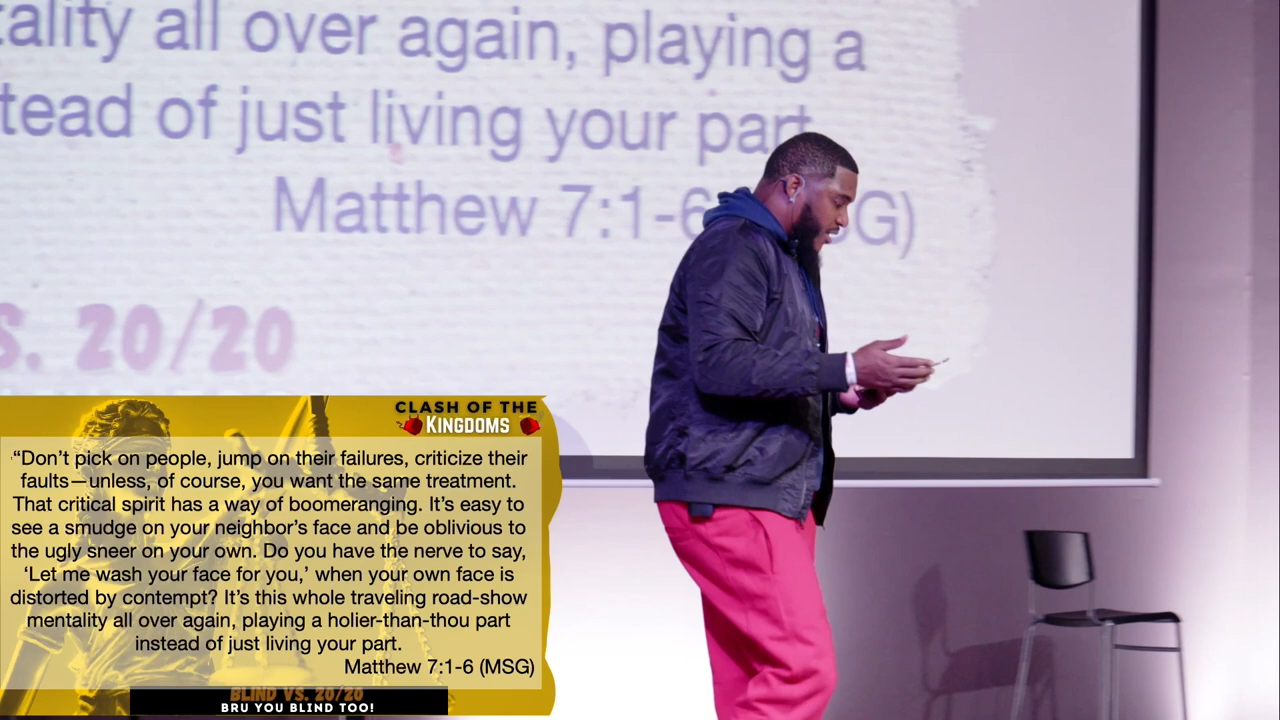 tality all over again, playing a
tead of just living your part.
Matthew 7:1-6 SG)
S. 20/20
CLASH OF THE
KINGDOMS
“Don’t pick on people, jump on their failures, criticize their
faults—unless, of course, you want the same treatment.
That critical spirit has a way of boomeranging. It’s easy to
see a smudge on your neighbor’s face and be oblivious to
the ugly sneer on your own. Do you have the nerve to say,
‘Let me wash your face for you,’ when your own face is
distorted by contempt? It’s this whole traveling road-show
mentality all over again, playing a holier-than-thou part
instead of just living your part.
Matthew 7:1-6 (MSG)
BLIND VS. 20/20
BRU YOU BLIND TOO!